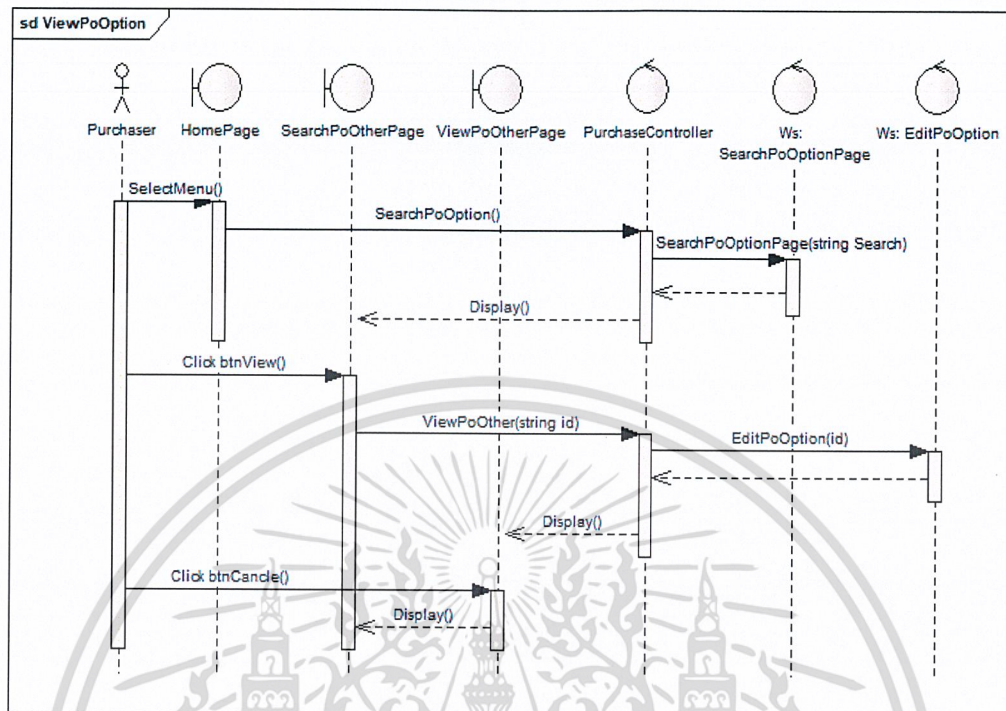 sd ViewPoOption
Purchaser
HomePage
SearchPoOtherPage
ViewPoOtherPage
PurchaseController
Ws:
SearchPoOptionPage
Ws: EditPoOption
SelectMenu()
SearchPoOption()
SearchPoOptionPage(string Search)
Display()
Click btnView()
ViewPoOther(string id)
EditPoOption(id)
Display()
Click btnCancle()
Display()